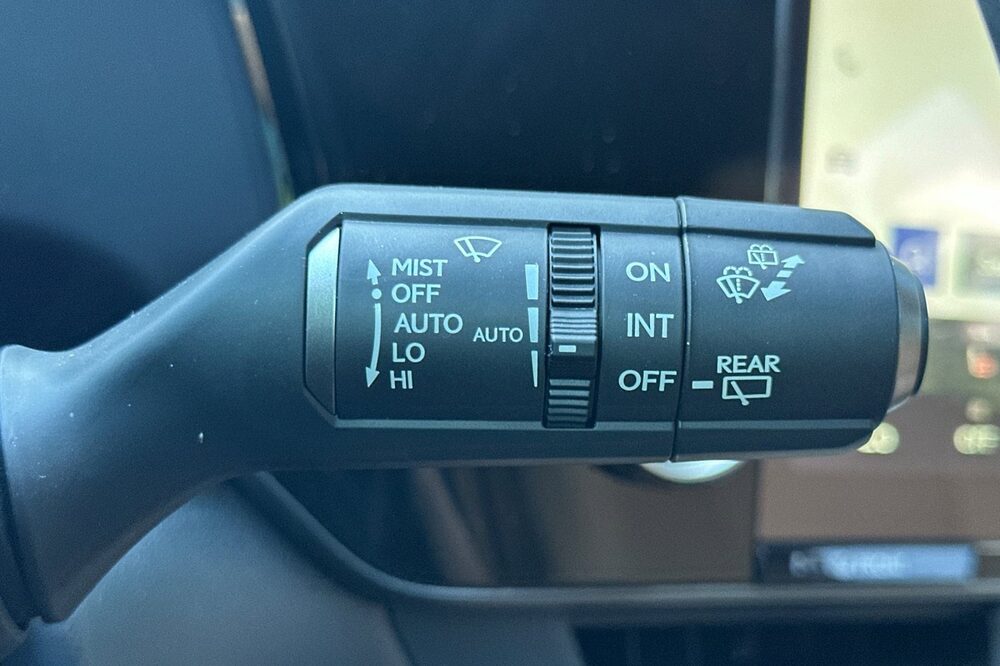 MIST
OFF
AUTO
LO
HI
AUTO
ON
INT
OFF
REAR